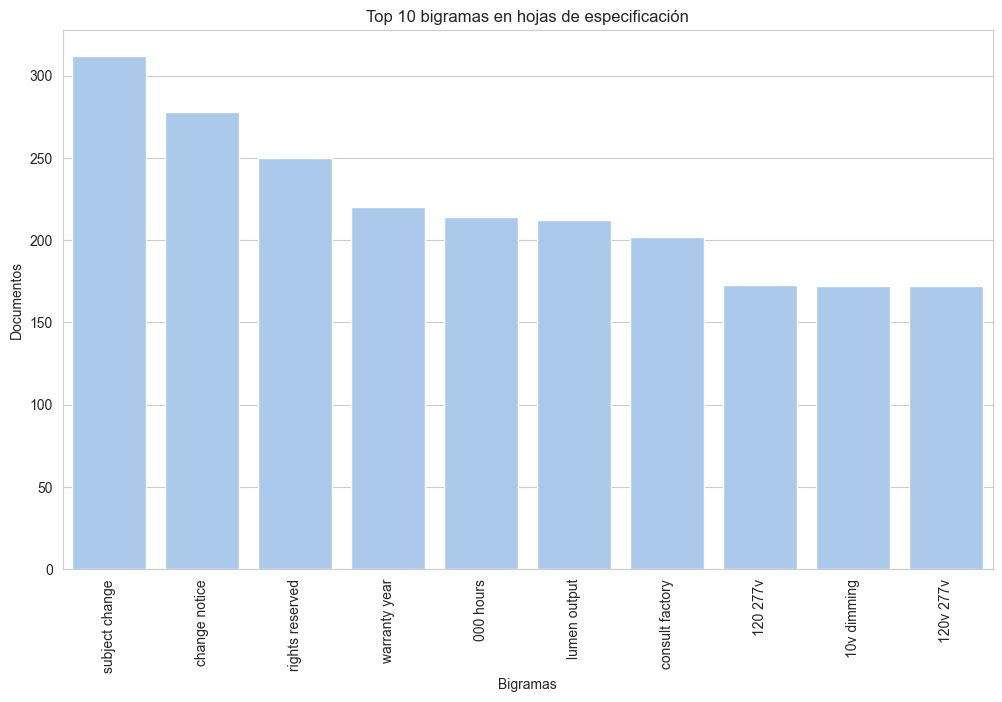 Top 10 bigramas en hojas de especificación
Documentos
300
250
200
150
100
50
0
subject change
change notice
rights reserved
warranty year
000 hours
lumen output
consult factory
120 277v
10v dimming
120v 277v
Bigramas